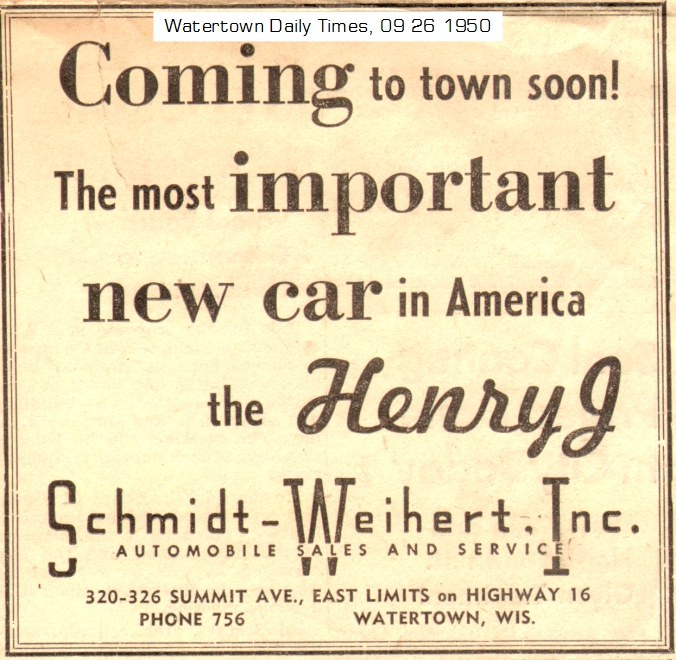 Watertown Daily Times, 09 26 1950
Coming to town soon!
The most important
new car in America
the Henry J
Schmidt-Weihert, Inc.
AUTOMOBILE SALES AND SERVICE
320-326 SUMMIT AVE., EAST LIMITS on HIGHWAY 16
PHONE 756 WATERTOWN, WIS.